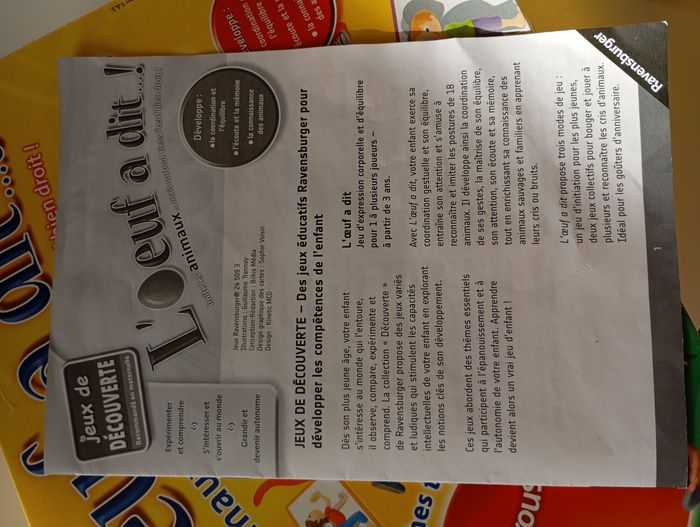 jeux de
DÉCOUVERTE
Recommandé en maternelle
Expérimenter
et comprendre
S'intéresser et
s'ouvrir au monde
Grandir et
devenir autonome
L'œuf a dit...!
Imite les animaux... mais surtout tiens l'œuf bien droit !
Développe :
• la coordination et
l'équilibre
• l'écoute et la mémoire
• la connaissance
des animaux
Jeux Ravensburger® 24 509 3
Illustrations : Guillaume Trannoy
Conception-Rédaction : Bilkis Média
Design graphique des cartes : Sophie Voisin
Design : Kinetic MCD
JEUX DE DÉCOUVERTE – Des jeux éducatifs Ravensburger pour
développer les compétences de l'enfant
Dès son plus jeune âge, votre enfant
s'intéresse au monde qui l'entoure,
il observe, compare, expérimente et
comprend. La collection « Découverte »
de Ravensburger propose des jeux variés
et ludiques qui stimulent les capacités
intellectuelles de votre enfant en explorant
les notions clés de son développement.
Ces jeux abordent des thèmes essentiels
qui participent à l'épanouissement et à
l'autonomie de votre enfant. Apprendre
devient alors un vrai jeu d'enfant !
L'œuf a dit
Jeu d'expression corporelle et d'équilibre
pour 1 à plusieurs joueurs –
à partir de 3 ans.
Avec L'œuf a dit, votre enfant exerce sa
coordination gestuelle et son équilibre,
entraîne son attention et s'amuse à
reconnaître et imiter les postures de 18
animaux. Il développe ainsi la coordination
de ses gestes, la maîtrise de son équilibre,
son attention, son écoute et sa mémoire,
tout en enrichissant sa connaissance des
animaux sauvages et familiers en apprenant
leurs cris ou bruits.
L'œuf a dit propose trois modes de jeu :
un jeu d'initiation pour les plus jeunes,
deux jeux collectifs pour bouger et jouer à
plusieurs et reconnaître les cris d'animaux.
Idéal pour les goûters d'anniversaire.
1
Ravensburger